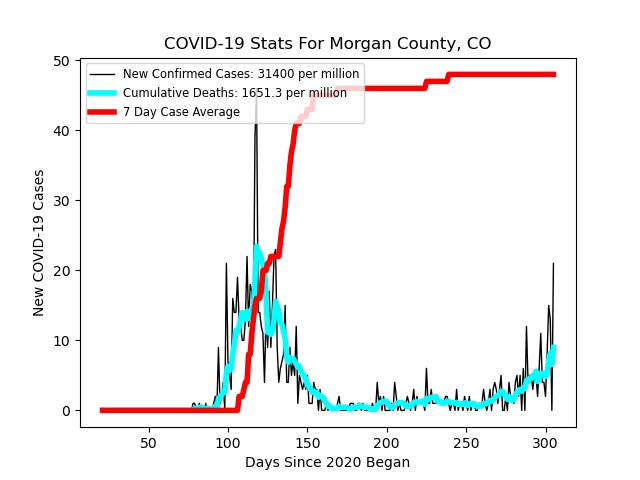 COVID-19 Stats For Morgan County, CO
New Confirmed Cases: 31400 per million
Cumulative Deaths: 1651.3 per million
7 Day Case Average
New COVID-19 Cases
50
40
30
20
10
0
50 100 150 200 250 300
Days Since 2020 Began